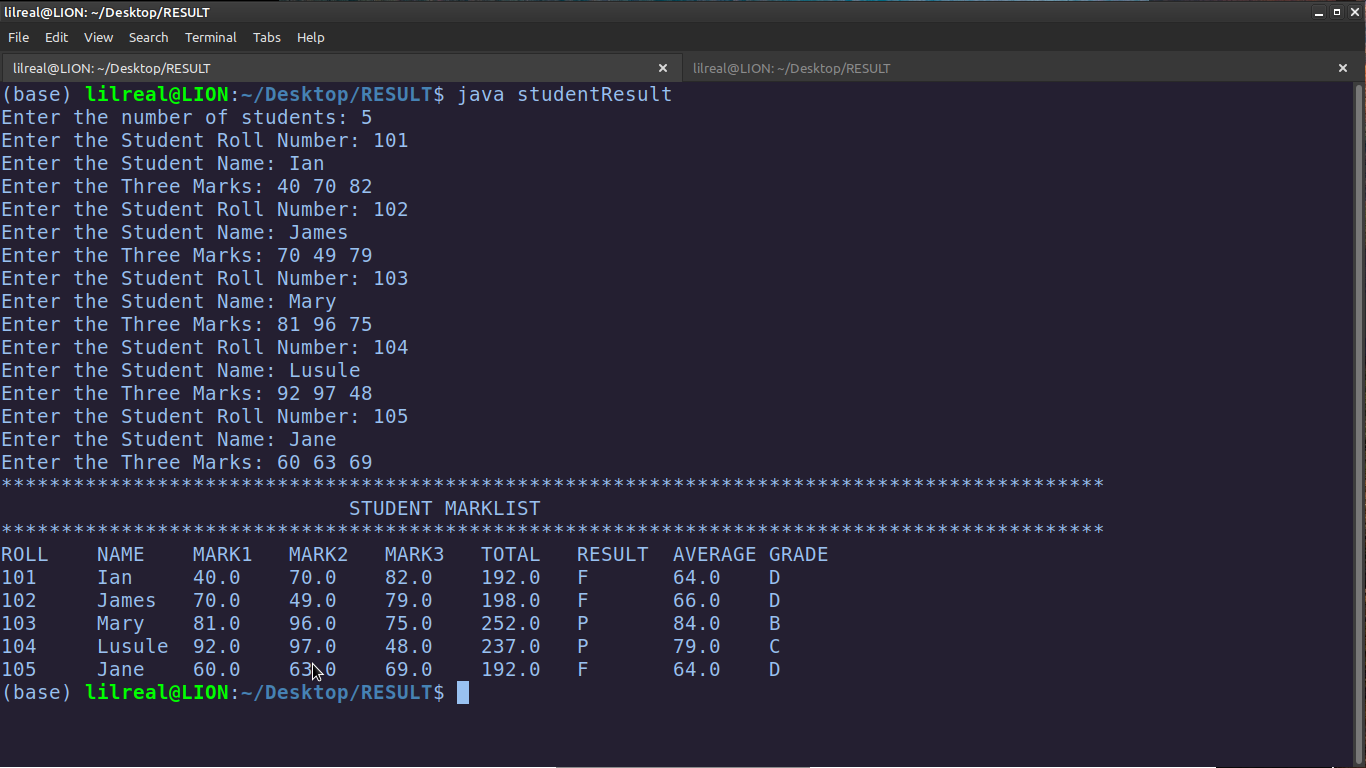 lilreal@LION: ~/Desktop/RESULT
File Edit View Search Terminal Tabs Help
lilreal@LION: ~/Desktop/RESULT lilreal@LION: ~/Desktop/RESULT
(base) lilreal@LION:~/Desktop/RESULT$ java studentResult
Enter the number of students: 5
Enter the Student Roll Number: 101
Enter the Student Name: Ian
Enter the Three Marks: 40 70 82
Enter the Student Roll Number: 102
Enter the Student Name: James
Enter the Three Marks: 70 49 79
Enter the Student Roll Number: 103
Enter the Student Name: Mary
Enter the Three Marks: 81 96 75
Enter the Student Roll Number: 104
Enter the Student Name: Lusule
Enter the Three Marks: 92 97 48
Enter the Student Roll Number: 105
Enter the Student Name: Jane
Enter the Three Marks: 60 63 69
********************************************************************************************
STUDENT MARKLIST
********************************************************************************************
ROLL NAME MARK1 MARK2 MARK3 TOTAL RESULT AVERAGE GRADE
101 Ian 40.0 70.0 82.0 192.0 F 64.0 D
102 James 70.0 49.0 79.0 198.0 F 66.0 D
103 Mary 81.0 96.0 75.0 252.0 P 84.0 B
104 Lusule 92.0 97.0 48.0 237.0 P 79.0 C
105 Jane 60.0 63.0 69.0 192.0 F 64.0 D
(base) lilreal@LION:~/Desktop/RESULT$